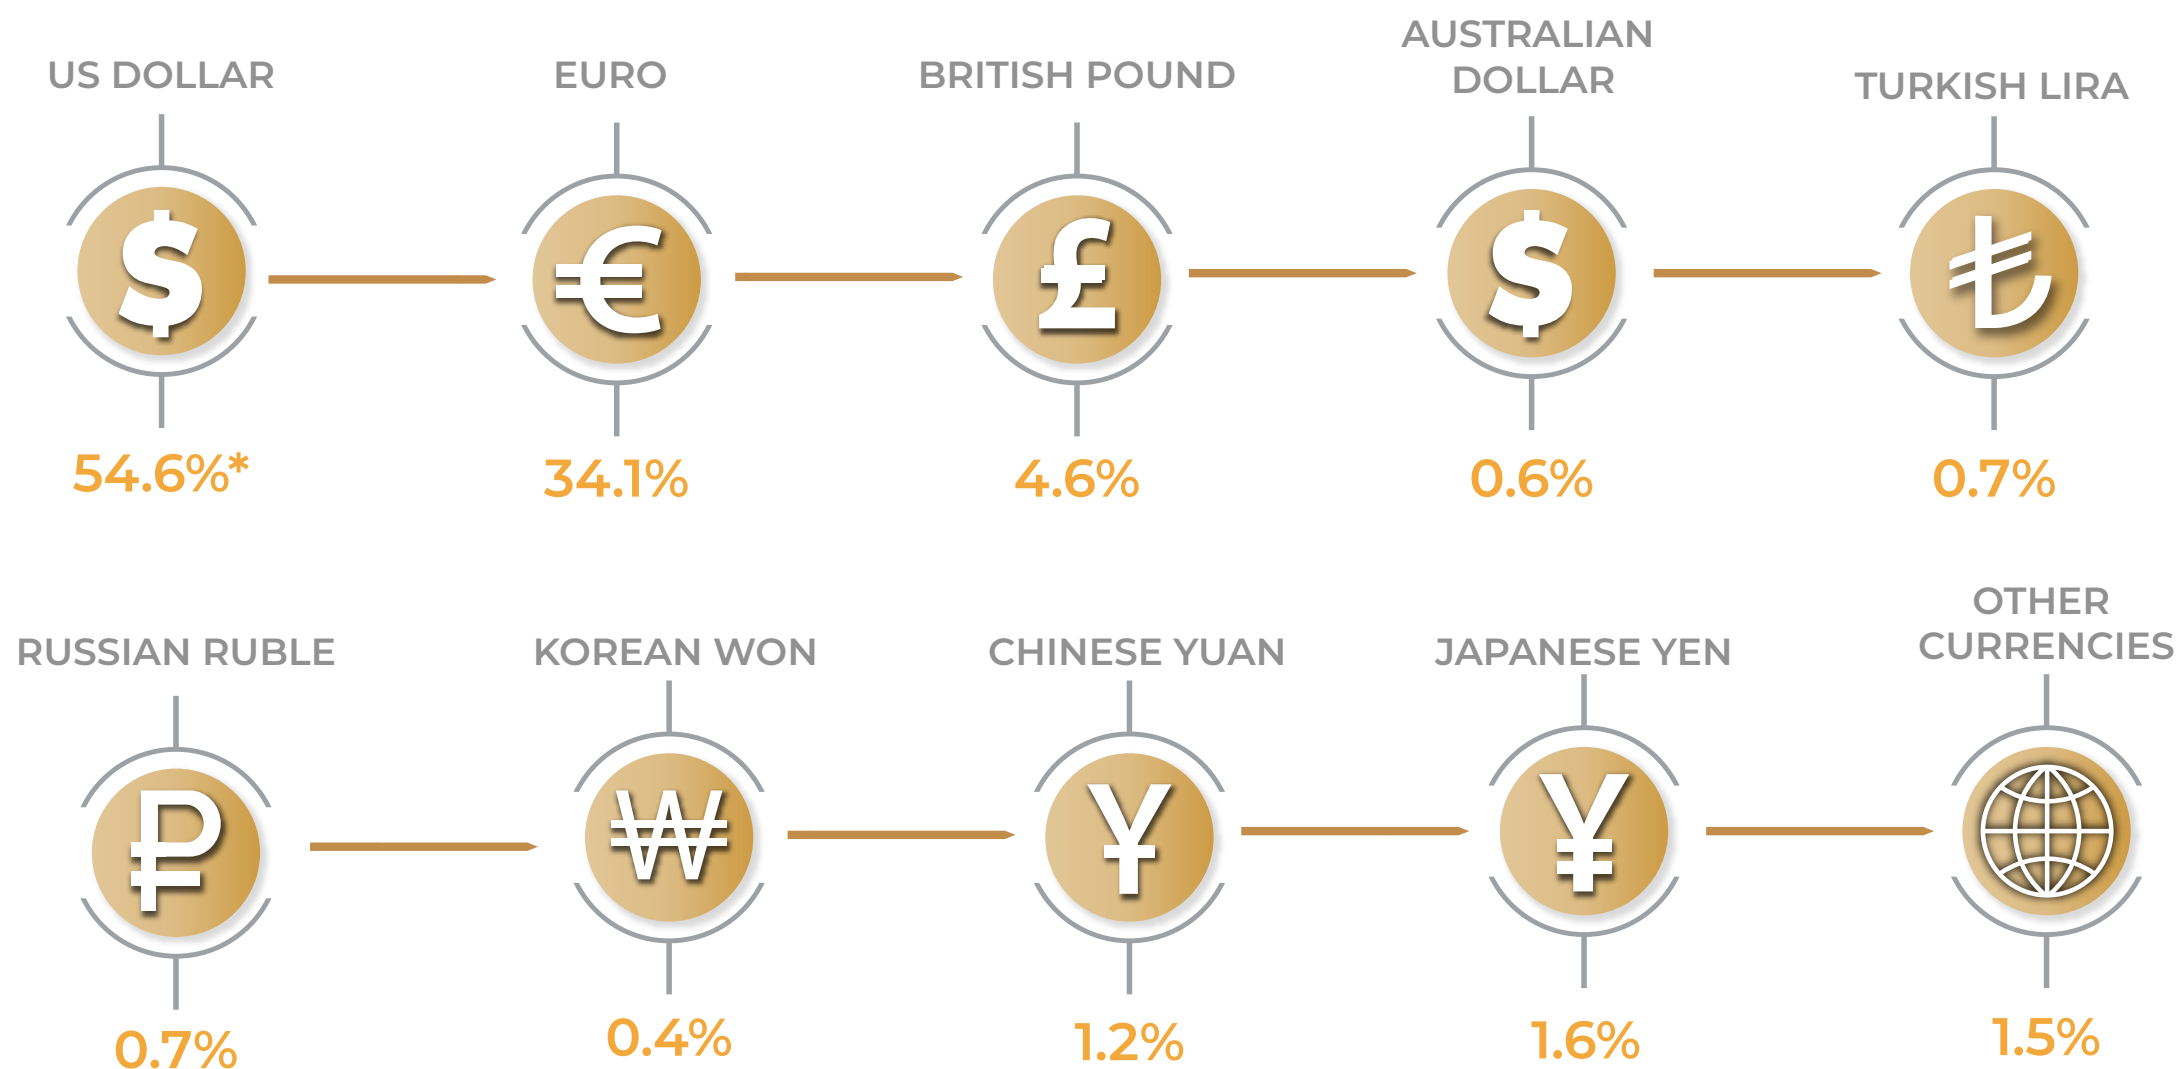 US DOLLAR
EURO
BRITISH POUND
AUSTRALIAN
DOLLAR
TURKISH LIRA
$
€
£
$
₺
54.6%*
34.1%
4.6%
0.6%
0.7%
RUSSIAN RUBLE
KOREAN WON
CHINESE YUAN
JAPANESE YEN
OTHER
CURRENCIES
₽
₩
Ұ
¥
0.7%
0.4%
1.2%
1.6%
1.5%